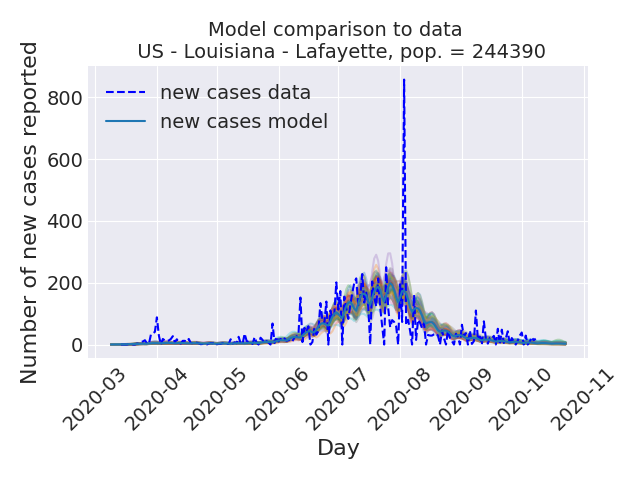 Model comparison to data
US - Louisiana - Lafayette, pop. = 244390
Number of new cases reported
800
600
400
200
0
new cases data
new cases model
2020-03
2020-04
2020-05
2020-06
2020-07
2020-08
2020-09
2020-10
2020-11
Day